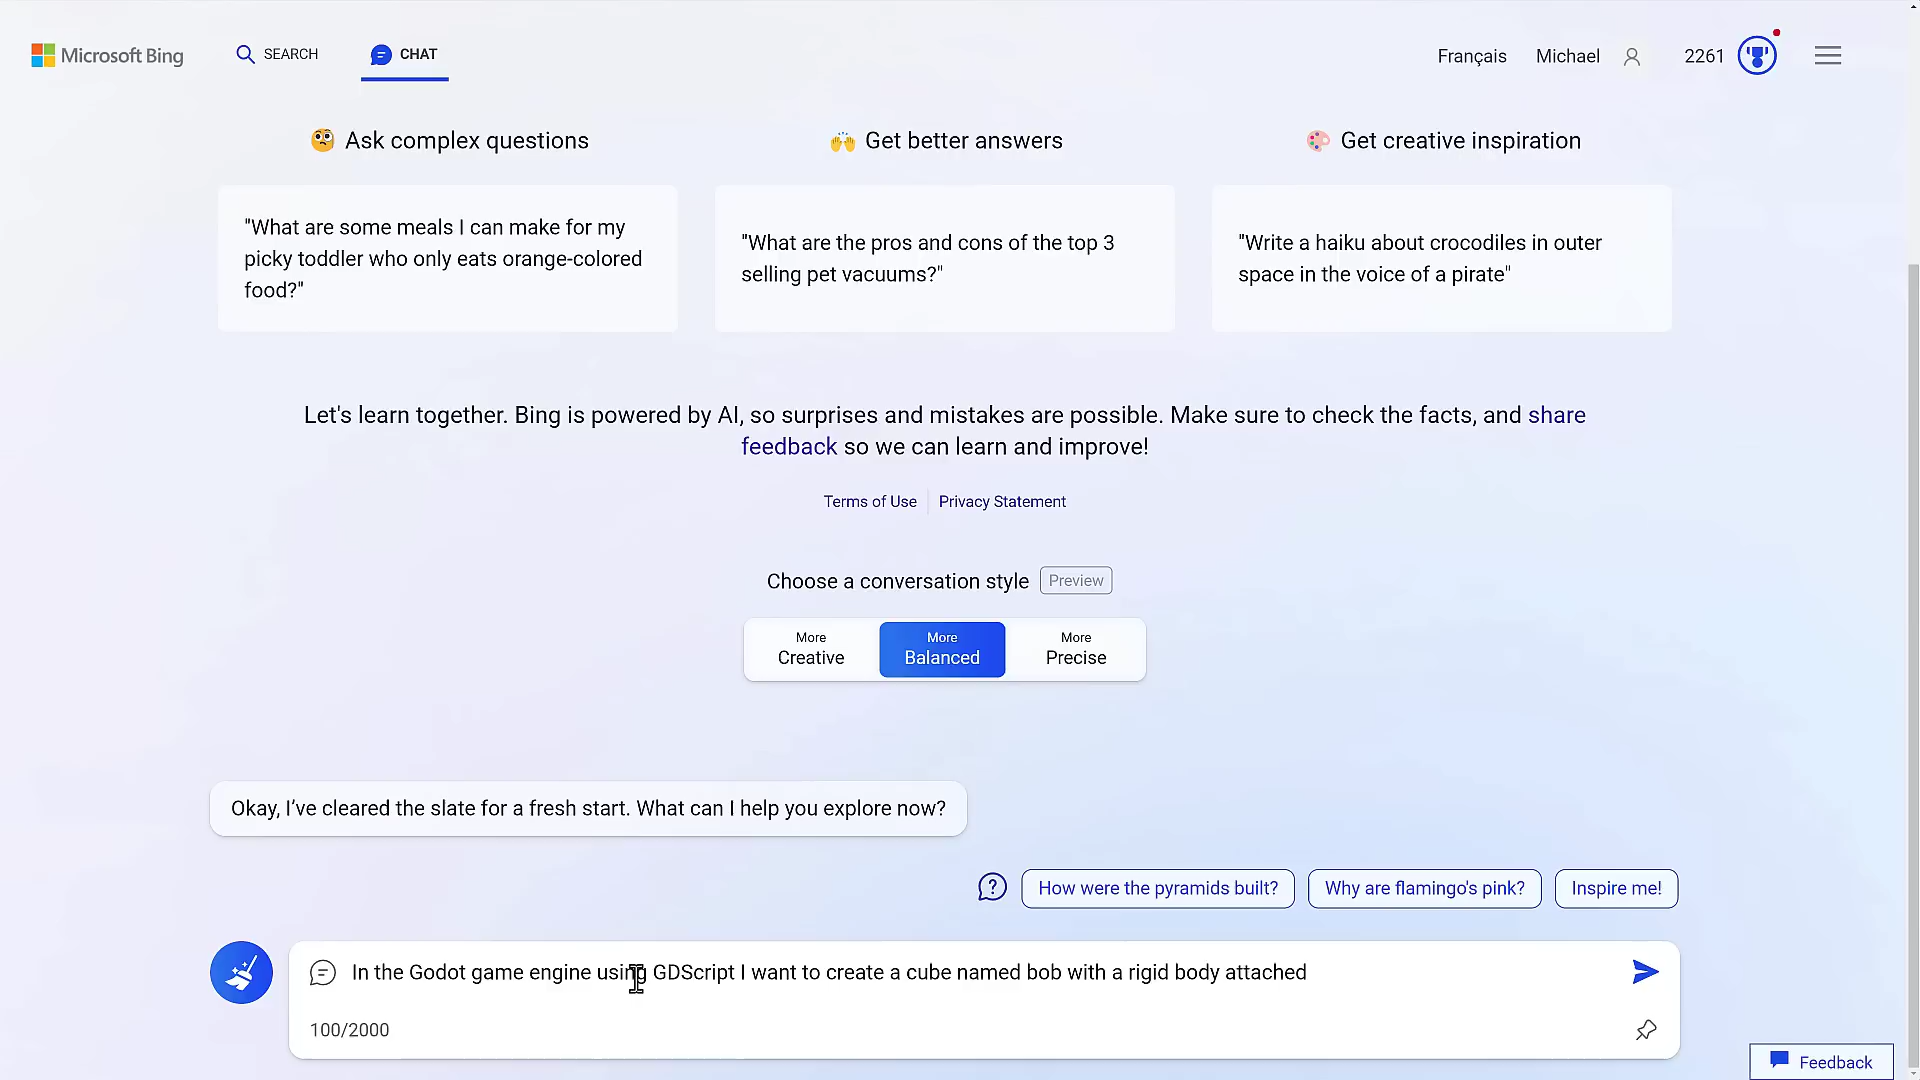 Microsoft Bing
SEARCH
CHAT
Français
Michael
2261
Ask complex questions
Get better answers
Get creative inspiration
"What are some meals I can make for my
picky toddler who only eats orange-colored
food?"
"What are the pros and cons of the top 3
selling pet vacuums?"
"Write a haiku about crocodiles in outer
space in the voice of a pirate"
Let's learn together. Bing is powered by AI, so surprises and mistakes are possible. Make sure to check the facts, and share
feedback so we can learn and improve!
Terms of Use
Privacy Statement
Choose a conversation style
Preview
More
Creative
More
Balanced
More
Precise
Okay, I've cleared the slate for a fresh start. What can I help you explore now?
How were the pyramids built?
Why are flamingo's pink?
Inspire me!
In the Godot game engine using GDScript I want to create a cube named bob with a rigid body attached
100/2000
Feedback